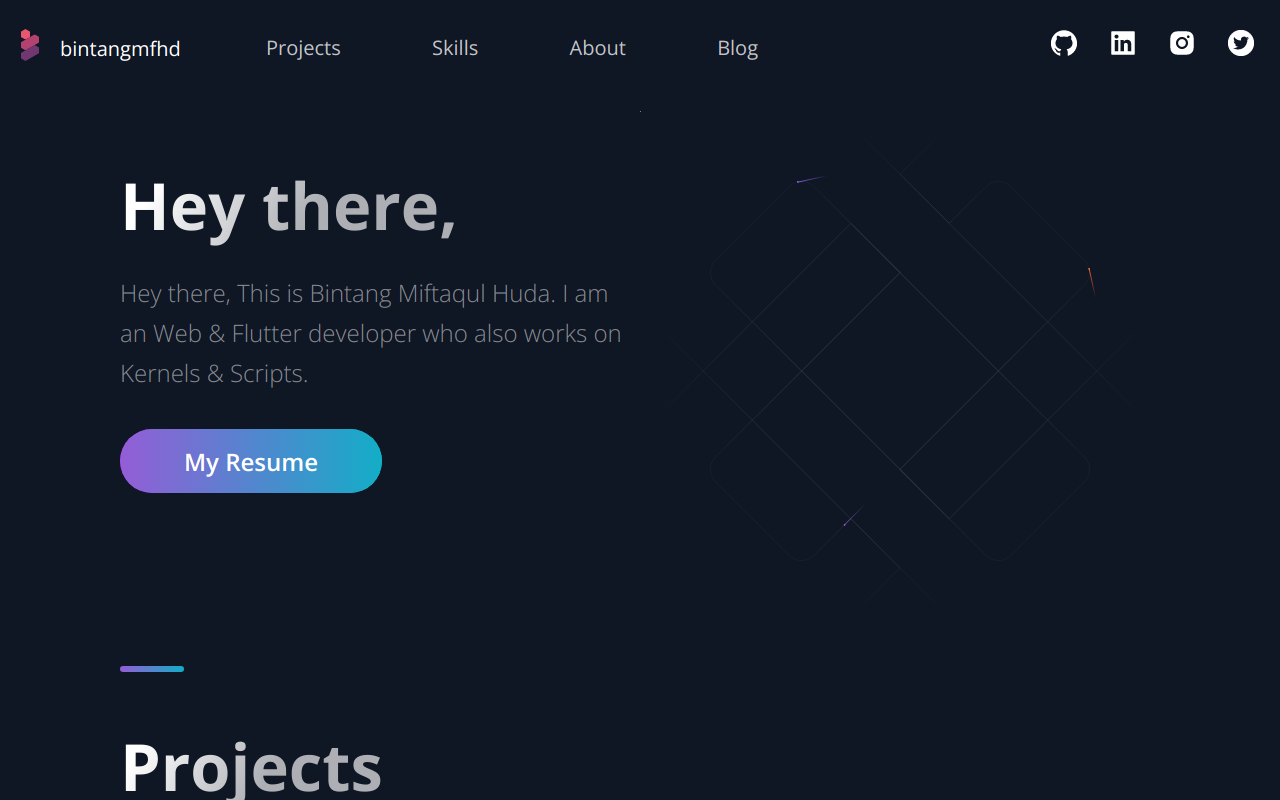 bintangmfhd
Projects
Skills
About
Blog
Hey there,
Hey there, This is Bintang Miftaqul Huda. I am
an Web & Flutter developer who also works on
Kernels & Scripts.
My Resume
Projects